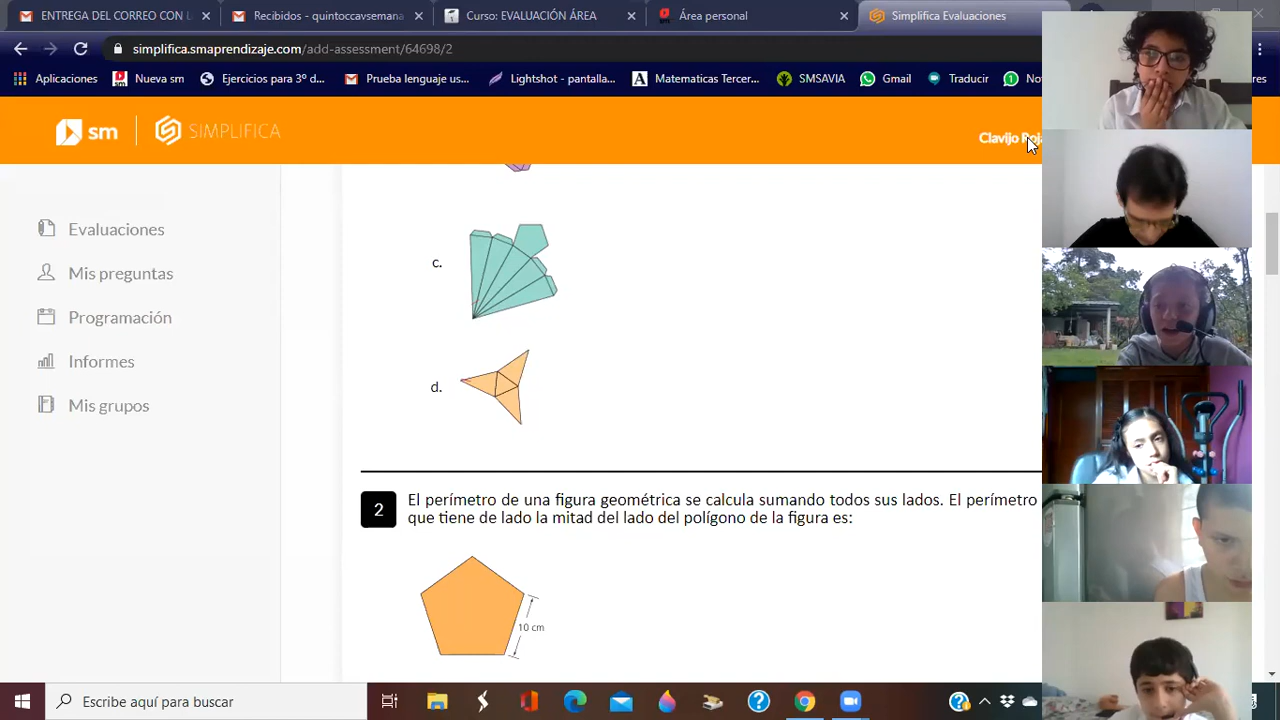 ENTREGA DEL CORREO CON L
Recibidos - quintoccvsemana
Curso: EVALUACIÓN ÁREA
Área personal
Simplifica Evaluaciones
simplifica.smaprendizaje.com/add-assessment/64698/2
Aplicaciones
Nueva sm
Ejercicios para 3º d...
Prueba lenguaje us...
Lightshot - pantalla...
Matematicas Tercer...
SMSAVIA
Gmail
Traducir
sm
SIMPLIFICA
Clavijo
Evaluaciones
Mis preguntas
Programación
Informes
Mis grupos
c.
d.
2
El perímetro de una figura geométrica se calcula sumando todos sus lados. El perímetro
que tiene de lado la mitad del lado del polígono de la figura es:
10 cm
Escribe aquí para buscar